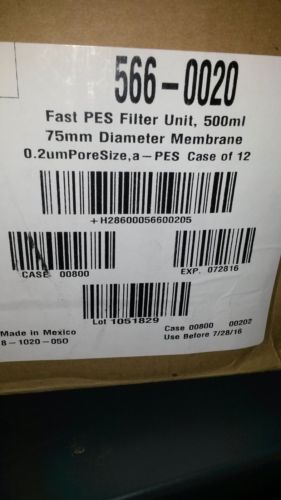 566-0020
Fast PES Filter Unit, 500ml
75mm Diameter Membrane
0.2umPoreSize,a-PES Case of 12
+H28600056600205
CASE 00800
EXP. 072816
Lot 1051829
Made in Mexico
8-1020-050
Case 00800 00202
Use Before 7/28/16